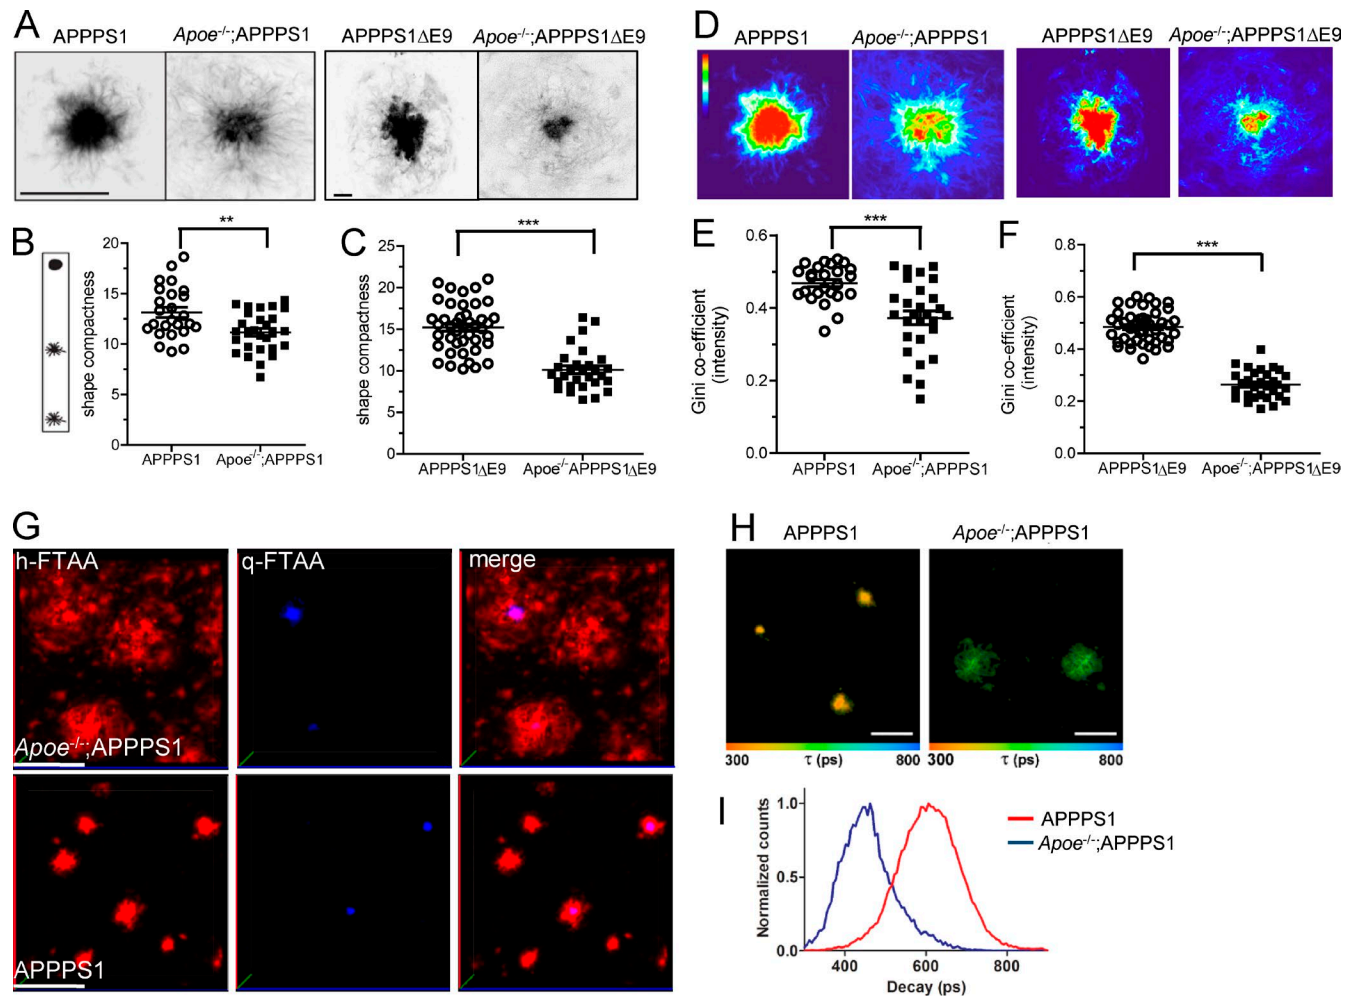 A
APPPS1
Apoe-/-;APPPS1
APPPS1ΔE9
Apoe-/-;APPPS1ΔE9
D
APPPS1
Apoe-/-;APPPS1
APPPS1ΔE9
Apoe-/-;APPPS1ΔE9
B
shape compactness
20
15
10
5
0
**
APPPS1
Apoe-/-;APPPS1
C
shape compactness
25
20
15
10
5
0
***
APPPS1ΔE9
Apoe-/-APPPS1ΔE9
E
Gini co-efficient
(intensity)
0.6
0.4
0.2
0.0
***
APPPS1
Apoe-/-;APPPS1
F
Gini co-efficient
(intensity)
0.8
0.6
0.4
0.2
0.0
***
APPPS1ΔE9
Apoe-/-;APPPS1ΔE9
G
h-FTAA
q-FTAA
merge
Apoe-/-;APPPS1
APPPS1
H
APPPS1
Apoe-/-;APPPS1
300 τ (ps) 800
300 τ (ps) 800
I
Normalized counts
1.0
0.5
0.0
400 600 800
Decay (ps)
APPPS1
Apoe-/-;APPPS1